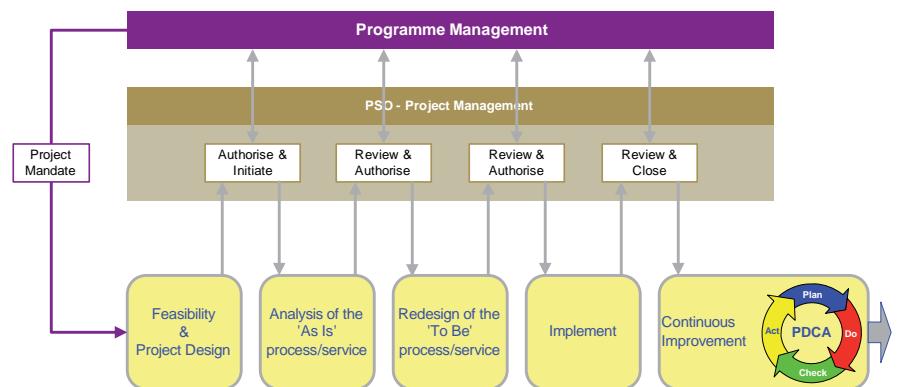 Programme Management
PSO - Project Management
Project
Mandate
Authorise &
Initiate
Review &
Authorise
Review &
Authorise
Review &
Close
Feasibility
&
Project Design
Analysis of the
'As Is'
process/service
Redesign of the
'To Be'
process/service
Implement
Continuous
Improvement
Plan
Act
PDCA
Do
Check